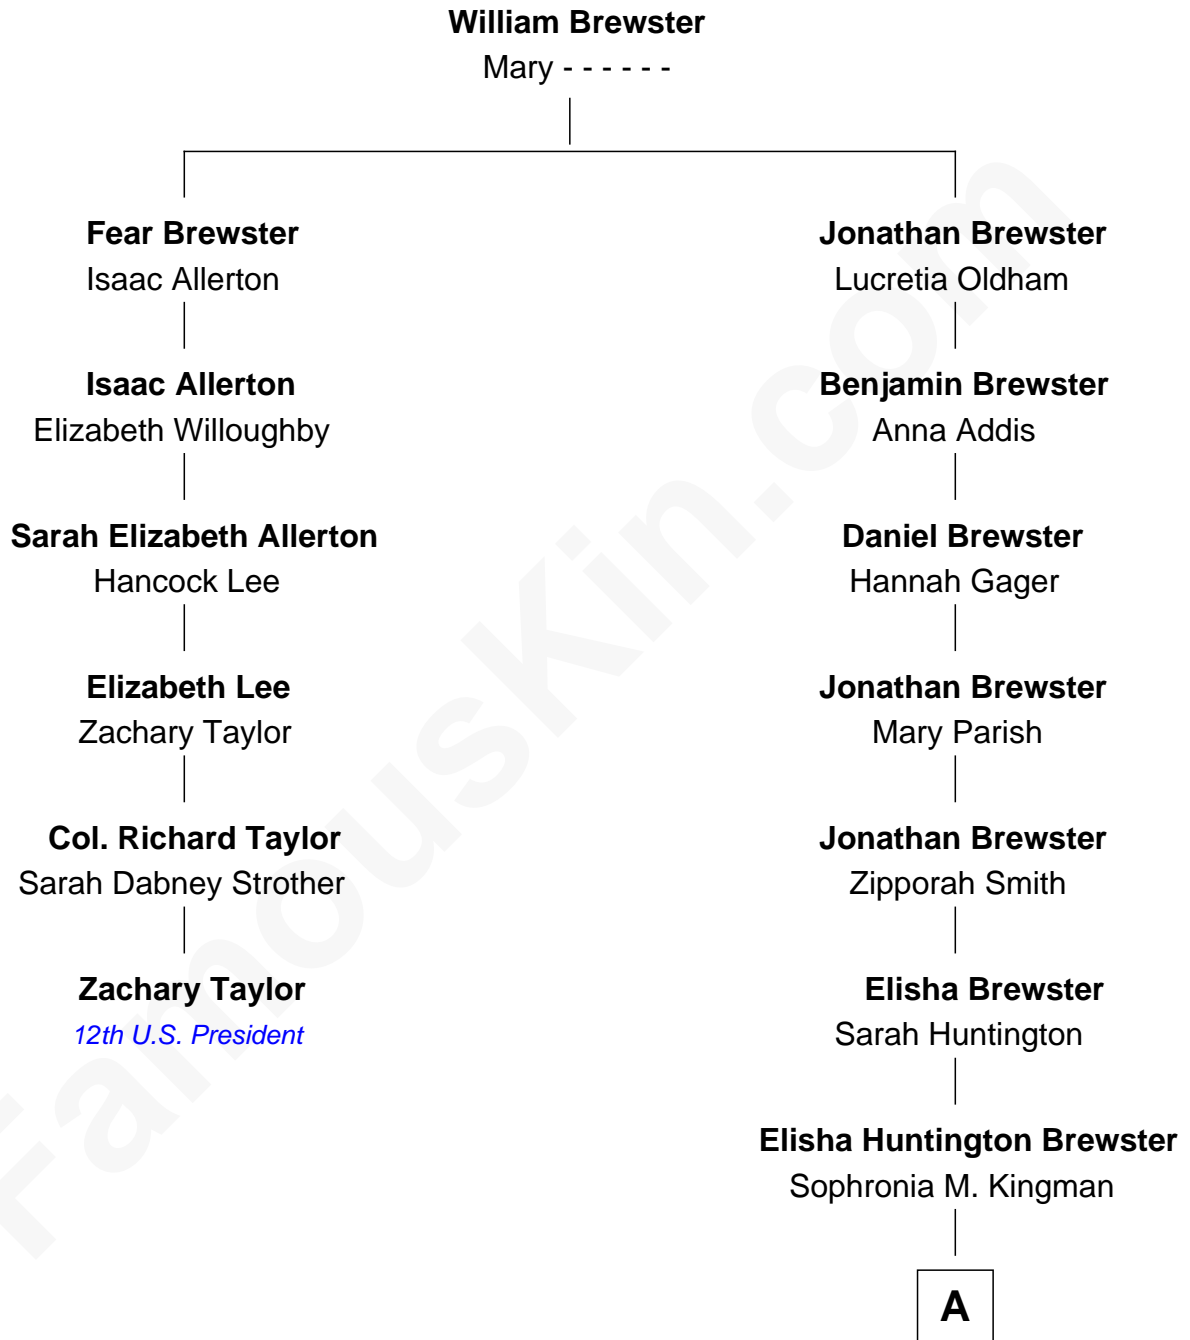 William Brewster
Mary - - - - - -
Fear Brewster
Isaac Allerton
Jonathan Brewster
Lucretia Oldham
Isaac Allerton
Elizabeth Willoughby
Benjamin Brewster
Anna Addis
Sarah Elizabeth Allerton
Hancock Lee
Daniel Brewster
Hannah Gager
Elizabeth Lee
Zachary Taylor
Jonathan Brewster
Mary Parish
Col. Richard Taylor
Sarah Dabney Strother
Jonathan Brewster
Zipporah Smith
Zachary Taylor
12th U.S. President
Elisha Brewster
Sarah Huntington
Elisha Huntington Brewster
Sophronia M. Kingman
A
FamousKin.com